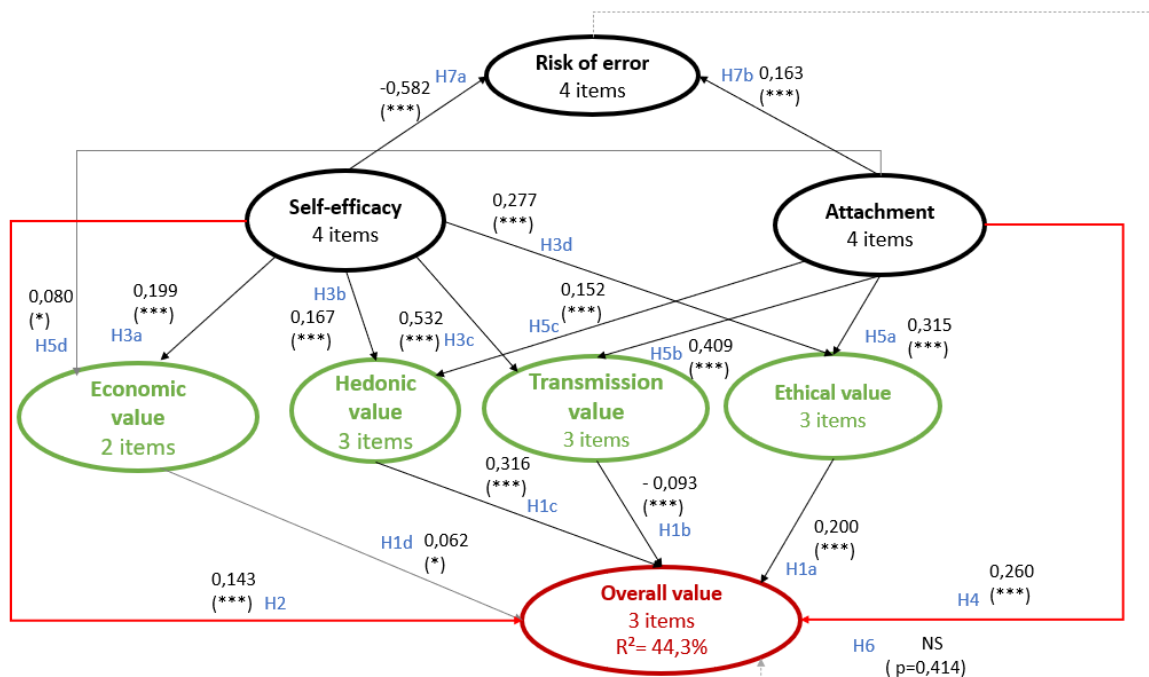 Risk of error
4 items
-0,582
(***)
H7a
H7b
0,163
(***)
Self-efficacy
4 items
0,277
(***)
H3d
Attachment
4 items
0,080
(*)
H5d
0,199
(***)
H3a
H3b
0,167
(***)
0,532
(***)
H3c
0,152
(***)
H5c
H5b
0,409
(***)
H5a
0,315
(***)
Economic
value
2 items
Hedonic
value
3 items
Transmission
value
3 items
Ethical value
3 items
0,316
(***)
H1c
- 0,093
(***)
H1b
0,200
(***)
H1a
H1d
0,062
(*)
0,143
(***)
H2
Overall value
3 items
R²= 44,3%
0,260
(***)
H4
H6
NS
( p=0,414)